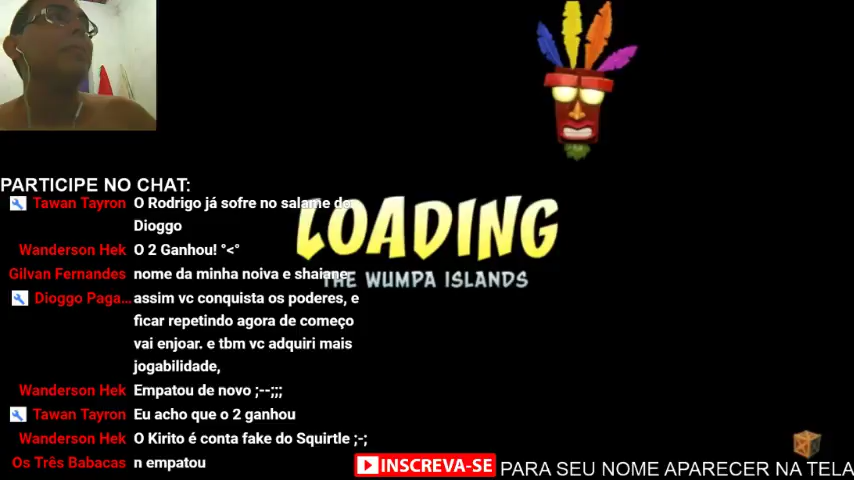 PARTICIPE NO CHAT:
Tawan Tayron O Rodrigo já sofre no salame do
Dioggo
Wanderson Hek O 2 Ganhou! °<°
Gilvan Fernandes nome da minha noiva e shaiane
Dioggo Paga... assim vc conquista os poderes, e
ficar repetindo agora de começo
vai enjoar. e tbm vc adquiri mais
jogabilidade,
Wanderson Hek Empatou de novo ;--;;;
Tawan Tayron Eu acho que o 2 ganhou
Wanderson Hek O Kirito é conta fake do Squirtle ;-;
Os Três Babacas n empatou
LOADING
THE WUMPA ISLANDS
INSCREVA-SE PARA SEU NOME APARECER NA TELA